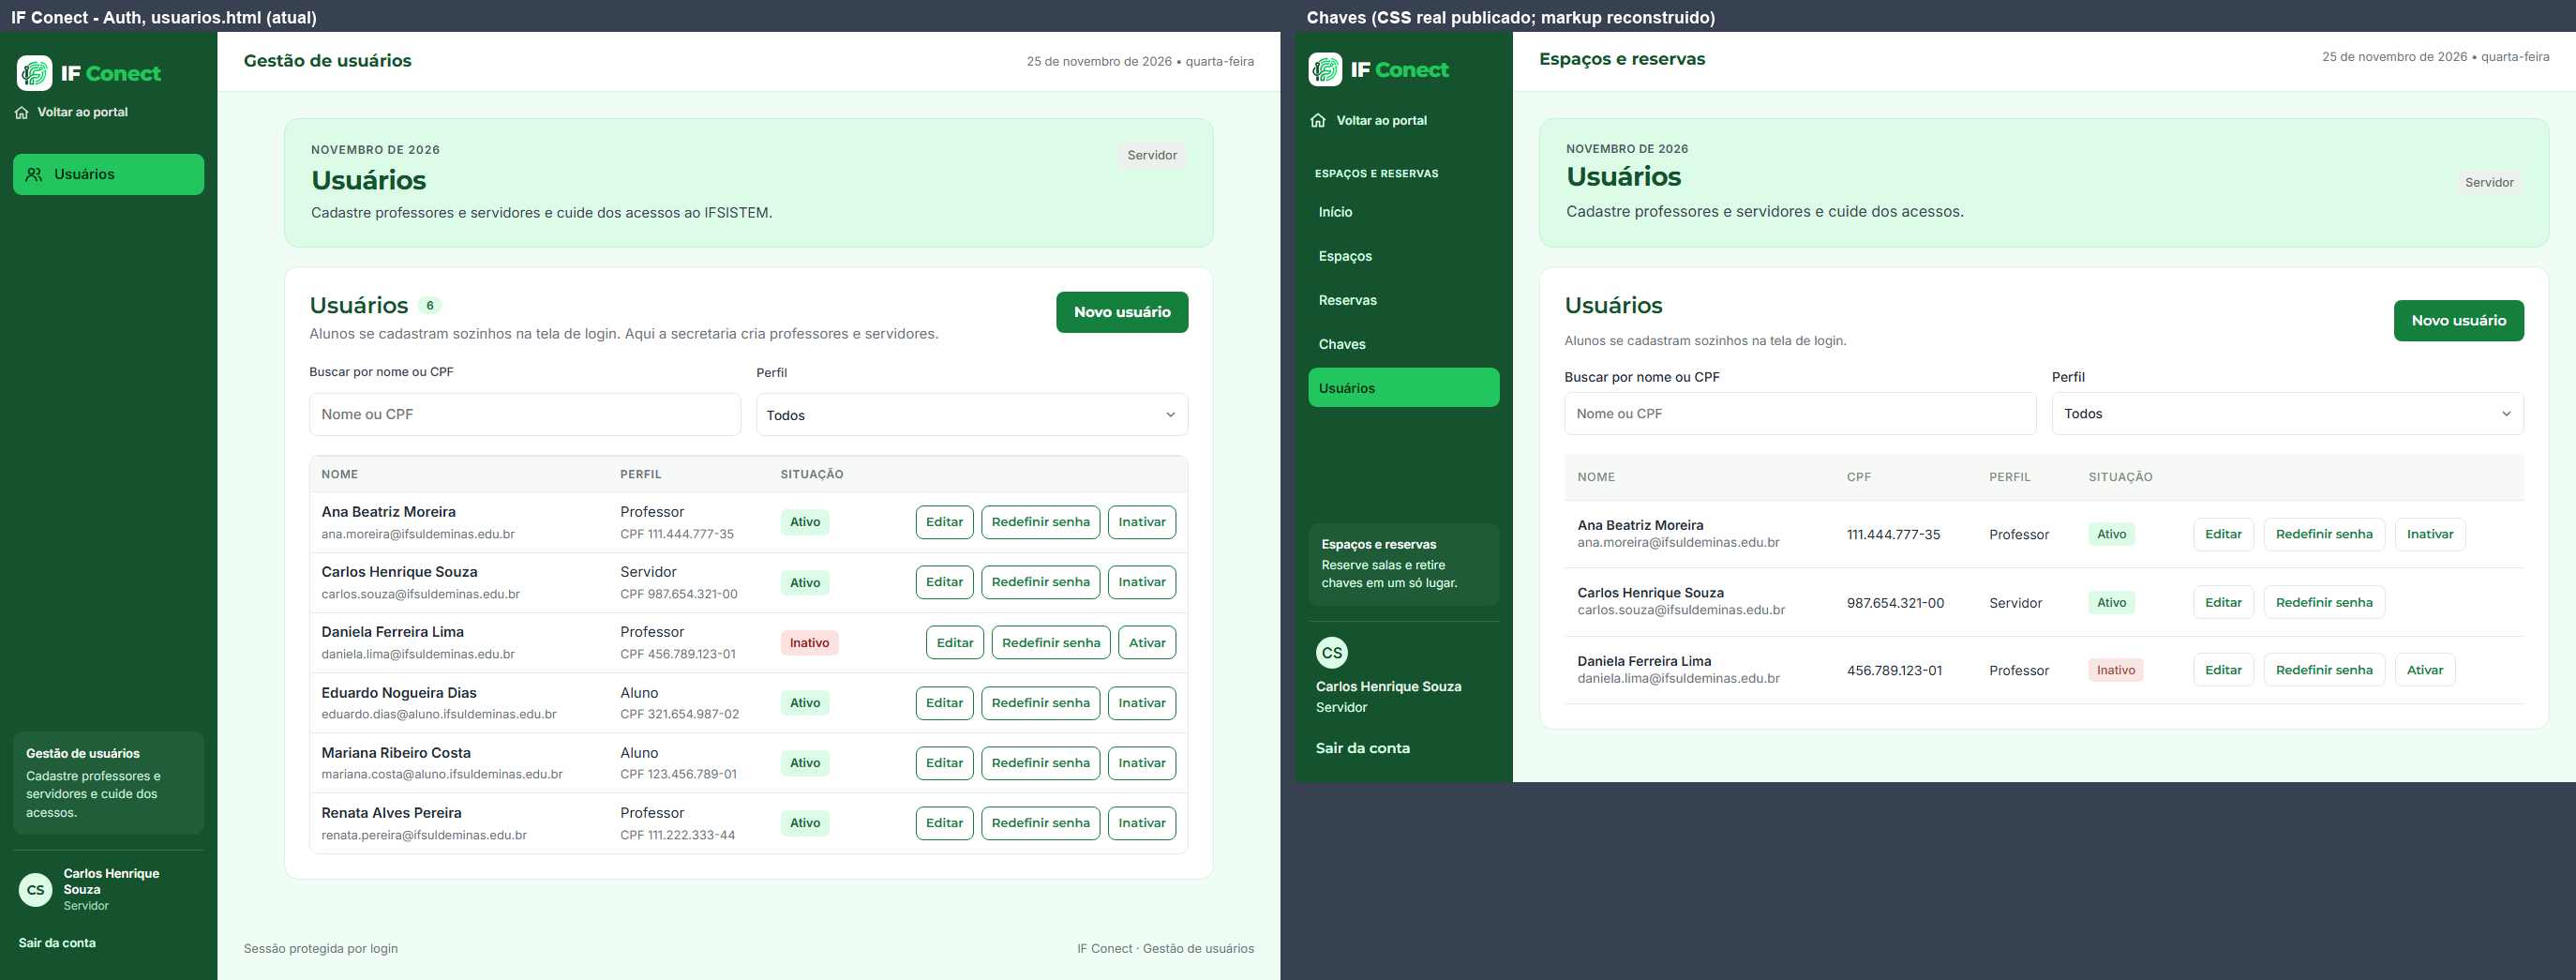 IF Conect - Auth, usuarios.html (atual)
IF Conect
Voltar ao portal
Usuários
Gestão de usuários
Cadastre professores e
servidores e cuide dos
acessos.
CS
Carlos Henrique
Souza
Servidor
Sair da conta
Gestão de usuários
25 de novembro de 2026 • quarta-feira
NOVEMBRO DE 2026
Usuários
Cadastre professores e servidores e cuide dos acessos ao IFSISTEM.
Servidor
Usuários 6
Alunos se cadastram sozinhos na tela de login. Aqui a secretaria cria professores e servidores.
Novo usuário
Buscar por nome ou CPF
Perfil
Nome ou CPF
Todos
NOME PERFIL SITUAÇÃO
Ana Beatriz Moreira Professor
ana.moreira@ifsuldeminas.edu.br CPF 111.444.777-35
Ativo Editar Redefinir senha Inativar
Carlos Henrique Souza Servidor
carlos.souza@ifsuldeminas.edu.br CPF 987.654.321-00
Ativo Editar Redefinir senha Inativar
Daniela Ferreira Lima Professor
daniela.lima@ifsuldeminas.edu.br CPF 456.789.123-01
Inativo Editar Redefinir senha Ativar
Eduardo Nogueira Dias Aluno
eduardo.dias@aluno.ifsuldeminas.edu.br CPF 321.654.987-02
Ativo Editar Redefinir senha Inativar
Mariana Ribeiro Costa Aluno
mariana.costa@aluno.ifsuldeminas.edu.br CPF 123.456.789-01
Ativo Editar Redefinir senha Inativar
Renata Alves Pereira Professor
renata.pereira@ifsuldeminas.edu.br CPF 111.222.333-44
Ativo Editar Redefinir senha Inativar
Sessão protegida por login
IF Conect · Gestão de usuários
Chaves (CSS real publicado; markup reconstruido)
IF Conect
Voltar ao portal
ESPAÇOS E RESERVAS
Início
Espaços
Reservas
Chaves
Usuários
Espaços e reservas
Reserve salas e retire
chaves em um só lugar.
CS
Carlos Henrique Souza
Servidor
Sair da conta
Espaços e reservas
25 de novembro de 2026 • quarta-feira
NOVEMBRO DE 2026
Usuários
Cadastre professores e servidores e cuide dos acessos.
Servidor
Usuários
Alunos se cadastram sozinhos na tela de login.
Novo usuário
Buscar por nome ou CPF
Perfil
Nome ou CPF
Todos
NOME CPF PERFIL SITUAÇÃO
Ana Beatriz Moreira
ana.moreira@ifsuldeminas.edu.br
111.444.777-35 Professor Ativo Editar Redefinir senha Inativar
Carlos Henrique Souza
carlos.souza@ifsuldeminas.edu.br
987.654.321-00 Servidor Ativo Editar Redefinir senha
Daniela Ferreira Lima
daniela.lima@ifsuldeminas.edu.br
456.789.123-01 Professor Inativo Editar Redefinir senha Ativar